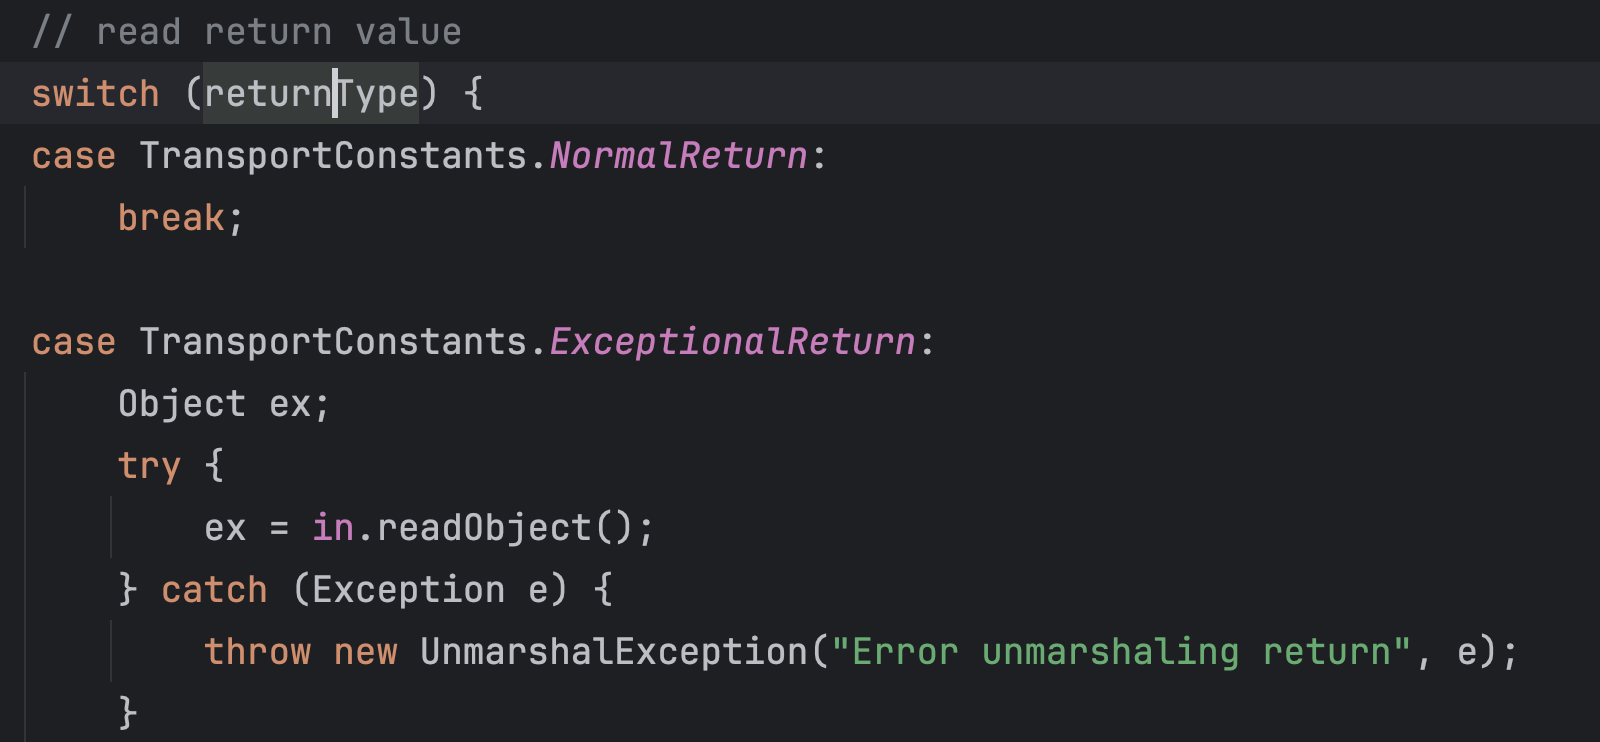 // read return value
switch (returnType) {
case TransportConstants.NormalReturn:
    break;

case TransportConstants.ExceptionalReturn:
    Object ex;
    try {
        ex = in.readObject();
    } catch (Exception e) {
        throw new UnmarshalException("Error unmarshaling return", e);
    }